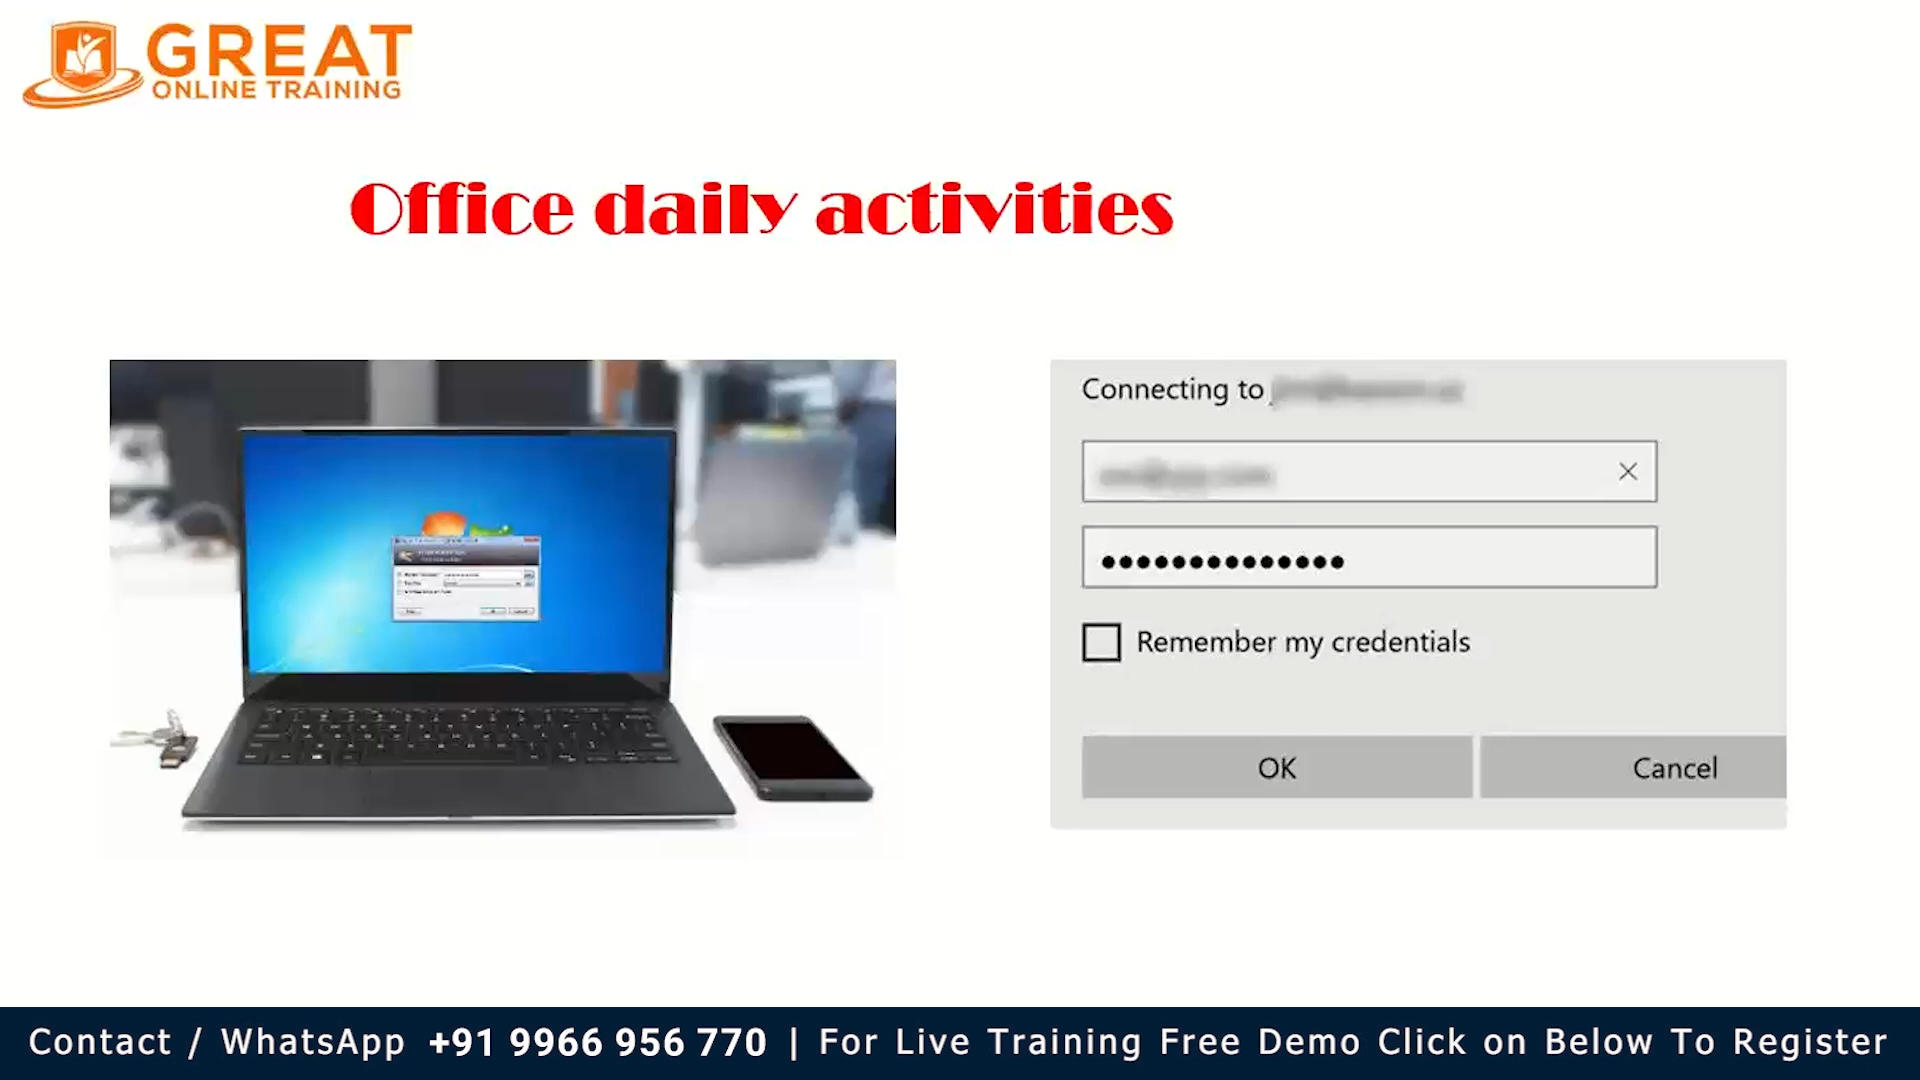 GREAT
ONLINE TRAINING
Office daily activities
Connecting to
Remember my credentials
OK
Cancel
Contact / WhatsApp +91 9966 956 770 | For Live Training Free Demo Click on Below To Register